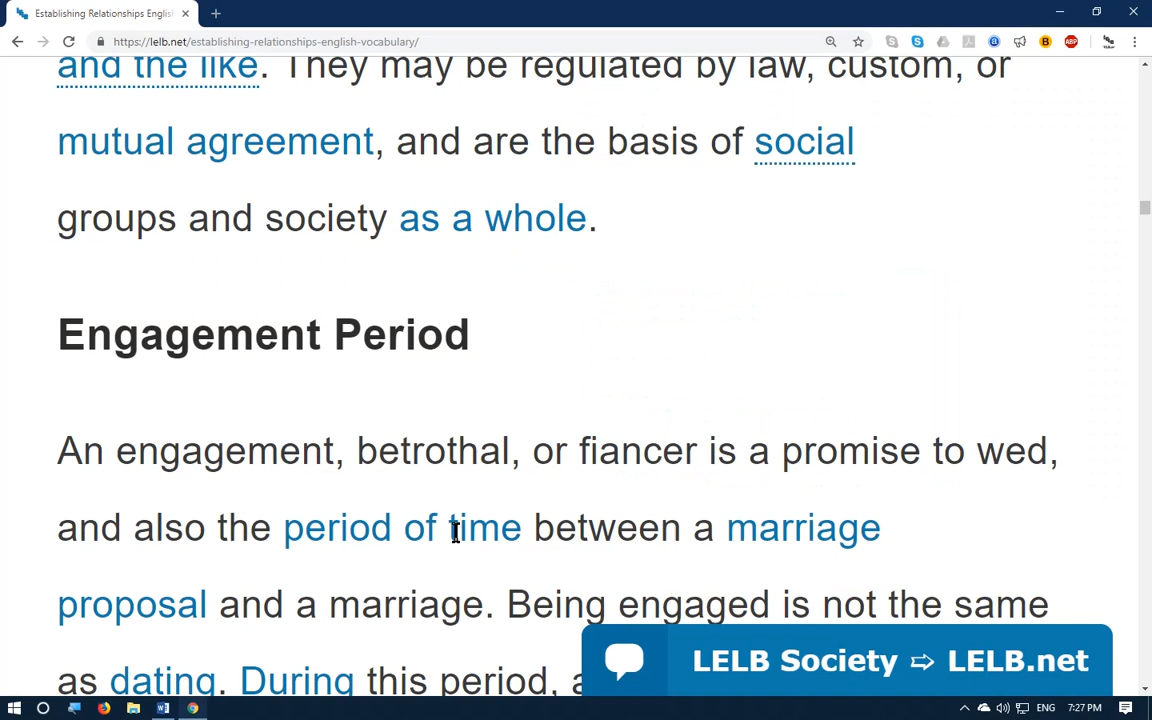 Establishing Relationships Englis
https://lelb.net/establishing-relationships-english-vocabulary/
and the like. They may be regulated by law, custom, or
mutual agreement, and are the basis of social
groups and society as a whole.
Engagement Period
An engagement, betrothal, or fiancer is a promise to wed,
and also the period of time between a marriage
proposal and a marriage. Being engaged is not the same
as dating. During this period, a
LELB Society ⇨ LELB.net
ENG 7:27 PM